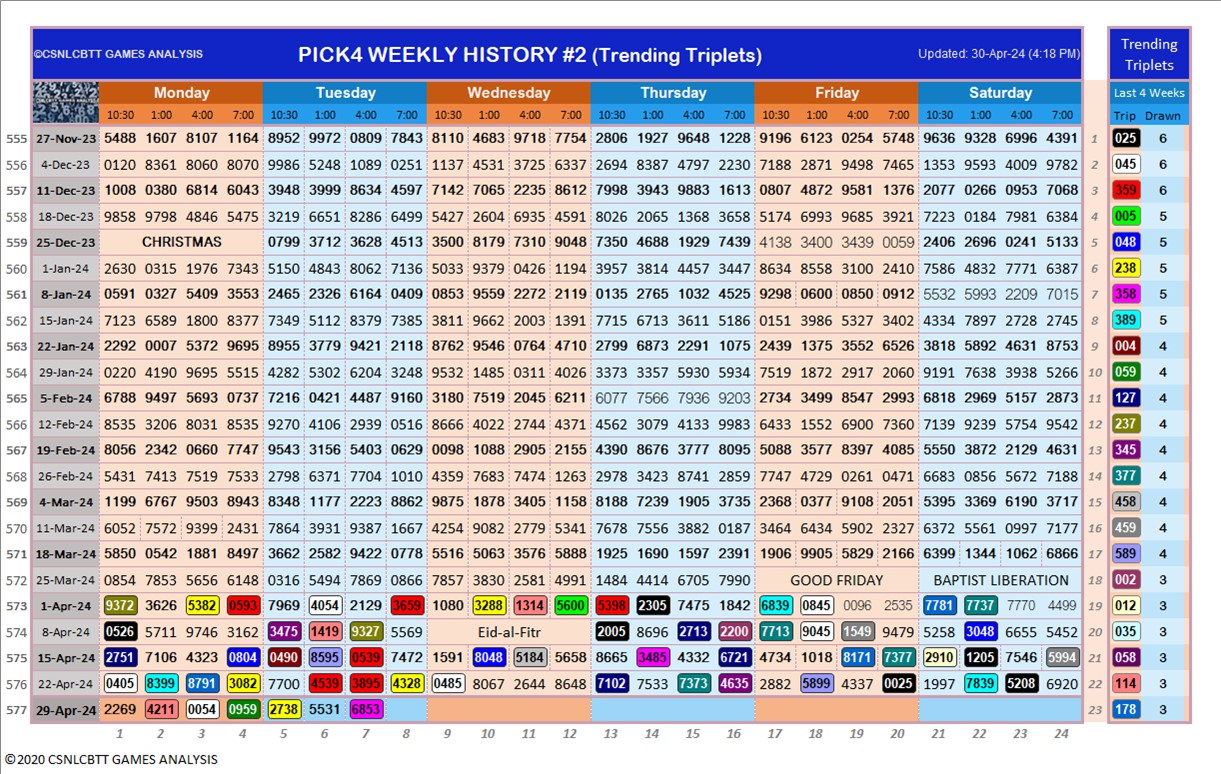 ©CSNLCBTT GAMES ANALYSIS PICK4 WEEKLY HISTORY #2 (Trending Triplets) Updated: 30-Apr-24 (4:18 PM) Trending Triplets
Monday Tuesday Wednesday Thursday Friday Saturday Last 4 Weeks
10:30 1:00 4:00 7:00 10:30 1:00 4:00 7:00 10:30 1:00 4:00 7:00 10:30 1:00 4:00 7:00 10:30 1:00 4:00 7:00 10:30 1:00 4:00 7:00 Trip Drawn
555 27-Nov-23 5488 1607 8107 1164 8952 9972 0809 7843 8110 4683 9718 7754 2806 1927 9648 1228 9196 6123 0254 5748 9636 9328 6996 4391 1 025 6
556 4-Dec-23 0120 8361 8060 8070 9986 5248 1089 0251 1137 4531 3725 6337 2694 8387 4797 2230 7188 2871 9498 7465 1353 9593 4009 9782 2 045 6
557 11-Dec-23 1008 0380 6814 6043 3948 3999 8634 4597 7142 7065 2235 8612 7998 3943 9883 1613 0807 4872 9581 1376 2077 0266 0953 7068 3 359 6
558 18-Dec-23 9858 9798 4846 5475 3219 6651 8286 6499 5427 2604 6935 4591 8026 2065 1368 3658 5174 6993 9685 3921 7223 0184 7981 6384 4 005 5
559 25-Dec-23 CHRISTMAS 0799 3712 3628 4513 3500 8179 7310 9048 7350 4688 1929 7439 4138 3400 3439 0059 2406 2696 0241 5133 5 048 5
560 1-Jan-24 2630 0315 1976 7343 5150 4843 8062 7136 5033 9379 0426 1194 3957 3814 4457 3447 8634 8558 3100 2410 7586 4832 7771 6387 6 238 5
561 8-Jan-24 0591 0327 5409 3553 2465 2326 6164 0409 0853 9559 2272 2119 0135 2765 1032 4525 9298 0600 0850 0912 5532 5993 2209 7015 7 358 5
562 15-Jan-24 7123 6589 1800 8377 7349 5112 8379 7385 3811 9662 2003 1391 7715 6713 3611 5186 0151 3986 5327 3402 4334 7897 2728 2745 8 389 5
563 22-Jan-24 2292 0007 5372 9695 8955 3779 9421 2118 8762 9546 0764 4710 2799 6873 2291 1075 2439 1375 3552 6526 3818 5892 4631 8753 9 004 4
564 29-Jan-24 0220 4190 9695 5515 4282 5302 6204 3248 9532 1485 0311 4026 3373 3357 5930 5934 7519 1872 2917 2060 9191 7638 3938 5266 10 059 4
565 5-Feb-24 6788 9497 5693 0737 7216 0421 4487 9160 3180 7519 2045 6211 6077 7566 7936 9203 2734 3499 8547 2993 6818 2969 5157 2873 11 127 4
566 12-Feb-24 8535 3206 8031 8535 9270 4106 2939 0516 8666 4022 2744 4371 4562 3079 4133 9983 6433 1552 6900 7360 7139 9239 5754 9542 12 237 4
567 19-Feb-24 8056 2342 0660 7747 9543 3156 5403 0629 0098 1088 2905 2155 4390 8676 3777 8095 5088 3577 8397 4085 5550 3872 2129 4631 13 345 4
568 26-Feb-24 5431 7413 7519 7533 2798 6371 7704 1010 4359 7683 7474 1263 2978 3423 3741 2859 7747 4729 0261 0471 6683 0856 5672 7188 14 377 4
569 4-Mar-24 1199 6767 9503 8943 8348 1177 2223 8862 9875 1878 3405 1158 8188 7239 1905 3735 2368 0377 9108 2051 5395 3369 6190 3717 15 458 4
570 11-Mar-24 6052 7572 9399 2431 7864 3931 9387 1667 4254 9082 2779 5341 7678 7556 3882 0187 3464 6434 5902 2327 6372 5561 0997 7177 16 459 4
571 18-Mar-24 5850 0542 1881 8497 3662 2582 9422 0778 5516 5063 3576 5888 1925 1690 1597 2391 1906 9905 5829 2166 6399 1344 1062 6866 17 589 4
572 25-Mar-24 0854 7853 5656 6148 0316 5494 7869 0866 7857 3830 2581 4991 1484 4414 6705 7990 GOOD FRIDAY BAPTIST LIBERATION 18 002 3
573 1-Apr-24 9372 3626 5382 0593 7969 4054 2129 3659 1080 3288 1314 5600 5398 2305 7475 1842 6839 0845 0096 2535 7781 7737 7770 4499 19 012 3
574 8-Apr-24 0526 5711 9746 3162 3475 1419 9327 5569 Eid-al-Fitr 2005 8696 2713 2200 7713 9045 1549 9479 5258 3048 6655 5452 20 035 3
575 15-Apr-24 2751 7106 4323 0804 0490 8595 0539 7472 1591 8048 5184 5658 8665 3485 4332 6721 4734 1018 8171 7377 2910 1205 7546 5994 21 058 3
576 22-Apr-24 0405 8399 8791 3082 7700 4539 3895 4328 0485 8067 2644 8648 7102 7533 7373 4635 2882 5899 4337 0025 1997 7839 5208 6920 22 114 3
577 29-Apr-24 2269 4211 0054 0959 2738 5531 6853 23 178 3
1 2 3 4 5 6 7 8 9 10 11 12 13 14 15 16 17 18 19 20 21 22 23 24
©2020 CSNLCBTT GAMES ANALYSIS